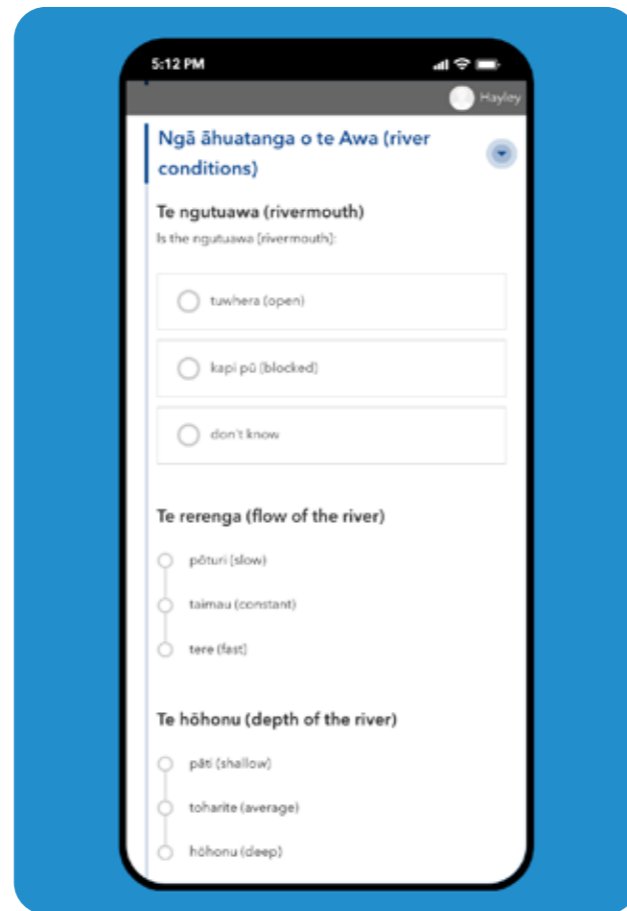 5:12 PM
Hayley
Ngā āhuatanga o te Awa (river
conditions)
Te ngutuawa (rivermouth)
Is the ngutuawa [rivermouth]:
tuwhera (open)
kapi pū (blocked)
don't know
Te rerenga (flow of the river)
pōturi (slow)
taimau (constant)
tere (fast)
Te hōhonu (depth of the river)
pāti (shallow)
toharite (average)
hōhonu (deep)